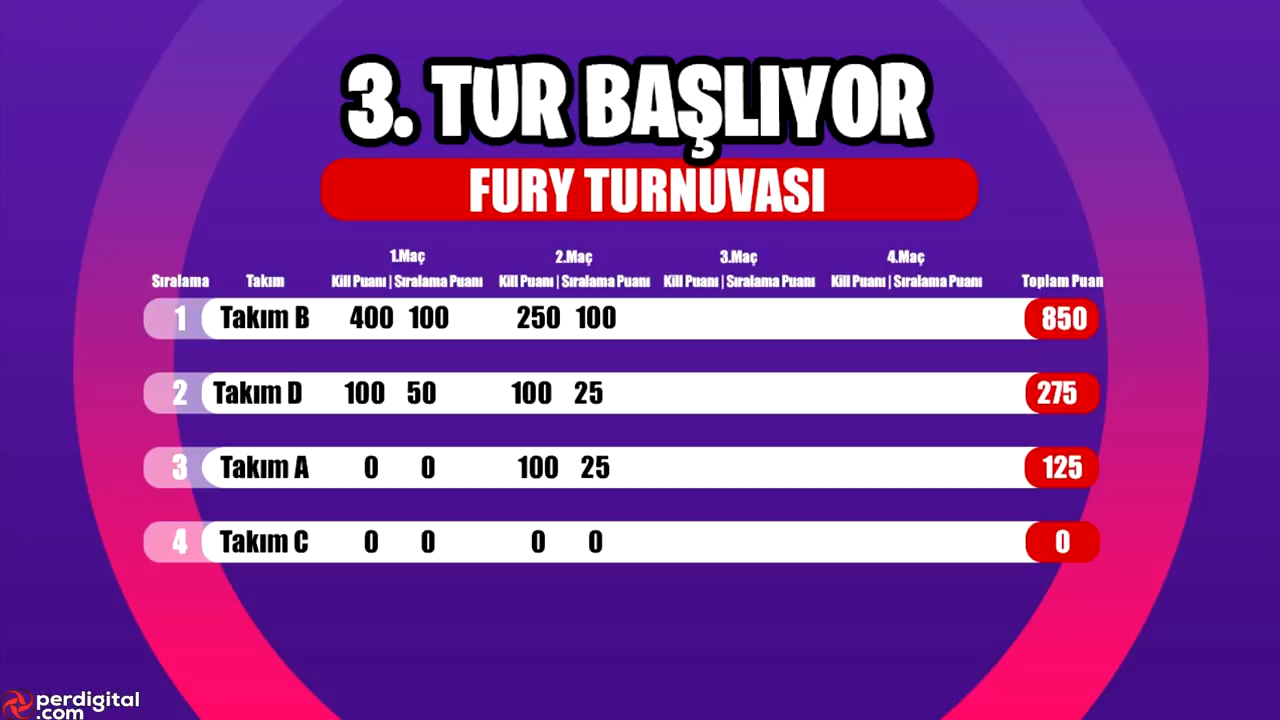 3. TUR BAŞLIYOR
FURY TURNUVASI
1.Maç 2.Maç 3.Maç 4.Maç
Sıralama Takım Kill Puanı | Sıralama Puanı Kill Puanı | Sıralama Puanı Kill Puanı | Sıralama Puanı Kill Puanı | Sıralama Puanı Toplam Puan
1 Takım B 400 100 250 100 850
2 Takım D 100 50 100 25 275
3 Takım A 0 0 100 25 125
4 Takım C 0 0 0 0 0
perdigital
.com